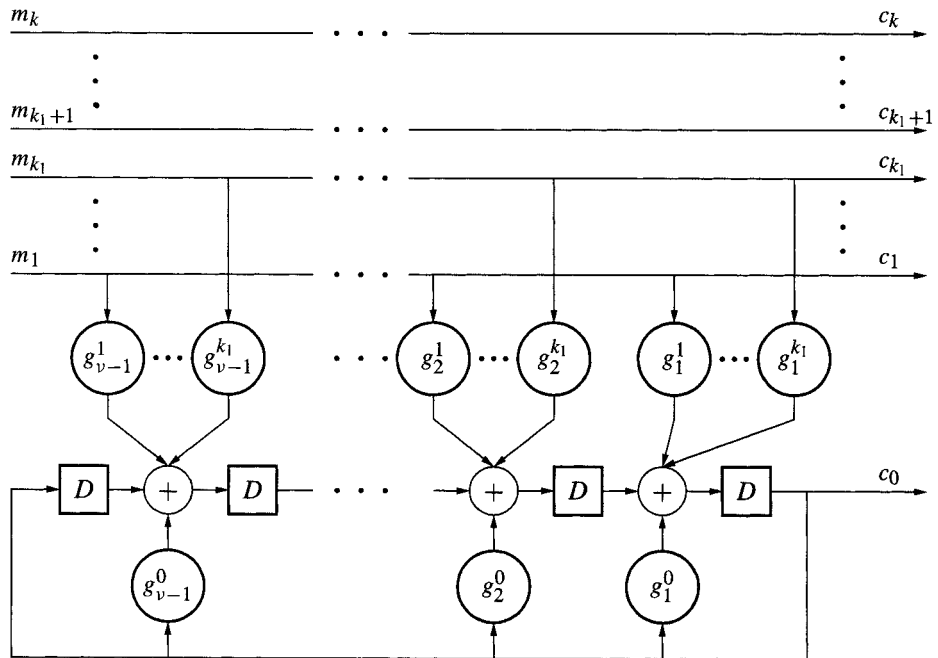 m_k · · · c_k
m_{k_1+1} · · · c_{k_1+1}
m_{k_1} · · · c_{k_1}
m_1 · · · c_1
g^1_{ν−1} · · · g^{k_1}_{ν−1} · · · g^1_2 · · · g^{k_1}_2 g^1_1 · · · g^{k_1}_1
D + D · · · + D + D c_0
g^0_{ν−1} g^0_2 g^0_1